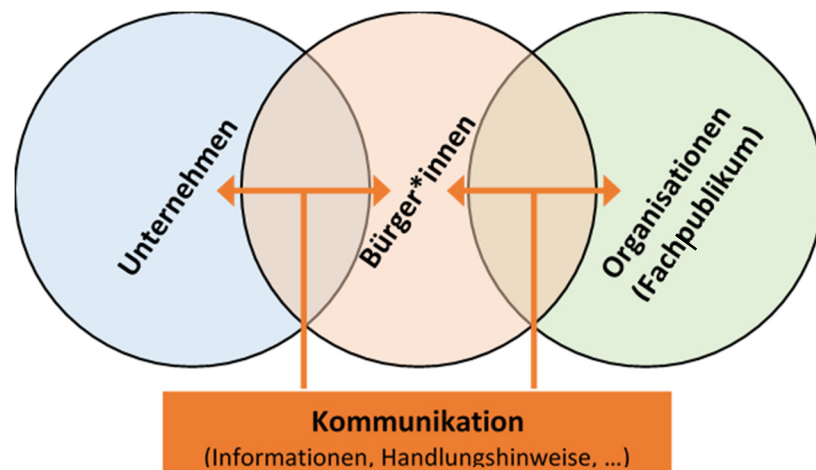 Unternehmen
Bürger*innen
Organisationen
(Fachpublikum)
Kommunikation
(Informationen, Handlungshinweise, ...)